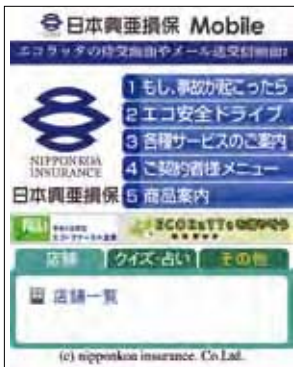 日本興亜損保 Mobile
エコラッタの待受画面やメール送受信画面!
1 もし、事故が起こったら
2 エコ安全ドライブ
3 各種サービスのご案内
4 ご契約者様メニュー
5 商品案内
NIPPONKOA
INSURANCE
日本興亜損保
店舗 クイズ・占い その他
店舗一覧
(c) nipponkoa insurance. Co.Ltd.